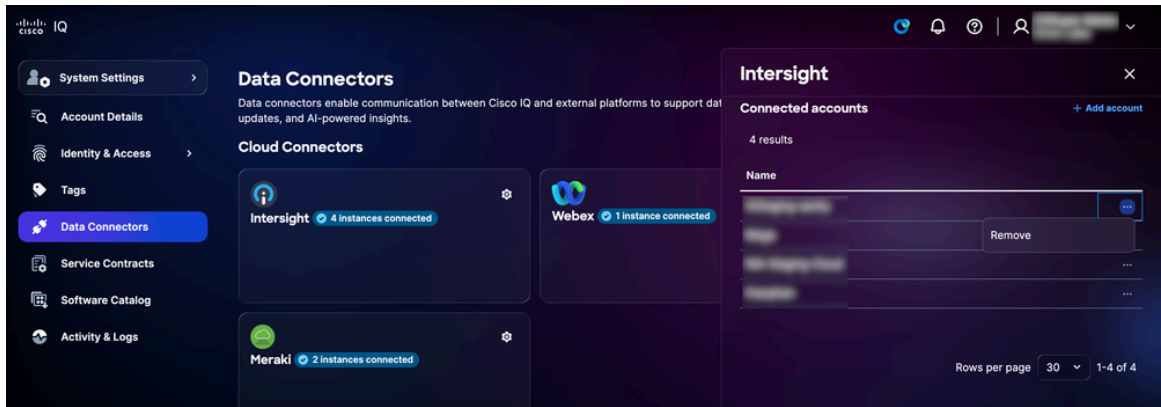 CISCO IQ
System Settings
Account Details
Identity & Access
Tags
Data Connectors
Service Contracts
Software Catalog
Activity & Logs
Data Connectors
Data connectors enable communication between Cisco IQ and external platforms to support dat
updates, and AI-powered insights.
Cloud Connectors
Intersight 4 instances connected
Webex 1 instance connected
Meraki 2 instances connected
Intersight
Connected accounts + Add account
4 results
Name
Remove
Rows per page 30 1-4 of 4